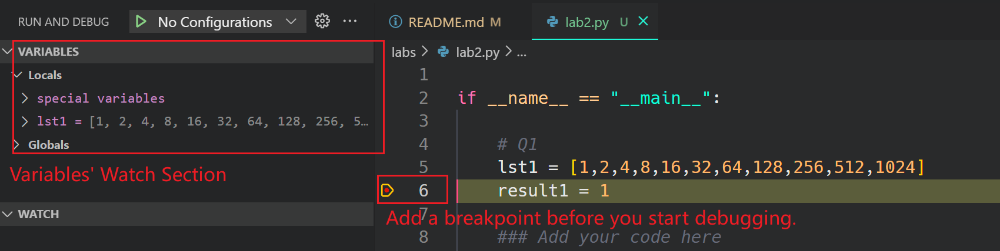 RUN AND DEBUG No Configurations ...
README.md M lab2.py U
VARIABLES
labs > lab2.py > ...
Locals
1
special variables
2 if __name__ == "__main__":
lst1 = [1, 2, 4, 8, 16, 32, 64, 128, 256, 5...
3
Globals
4 # Q1
Variables' Watch Section
5 lst1 = [1,2,4,8,16,32,64,128,256,512,1024]
6 result1 = 1
WATCH
7
Add a breakpoint before you start debugging.
8 ### Add your code here